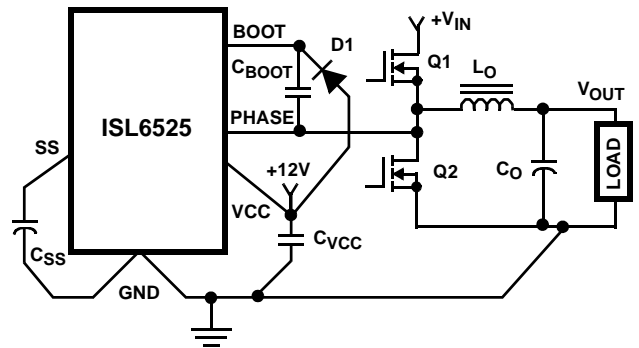 +VIN
BOOT
D1
Q1
CBOOT
LO
VOUT
ISL6525
PHASE
SS
+12V
Q2
CO
LOAD
VCC
CVCC
CSS
GND